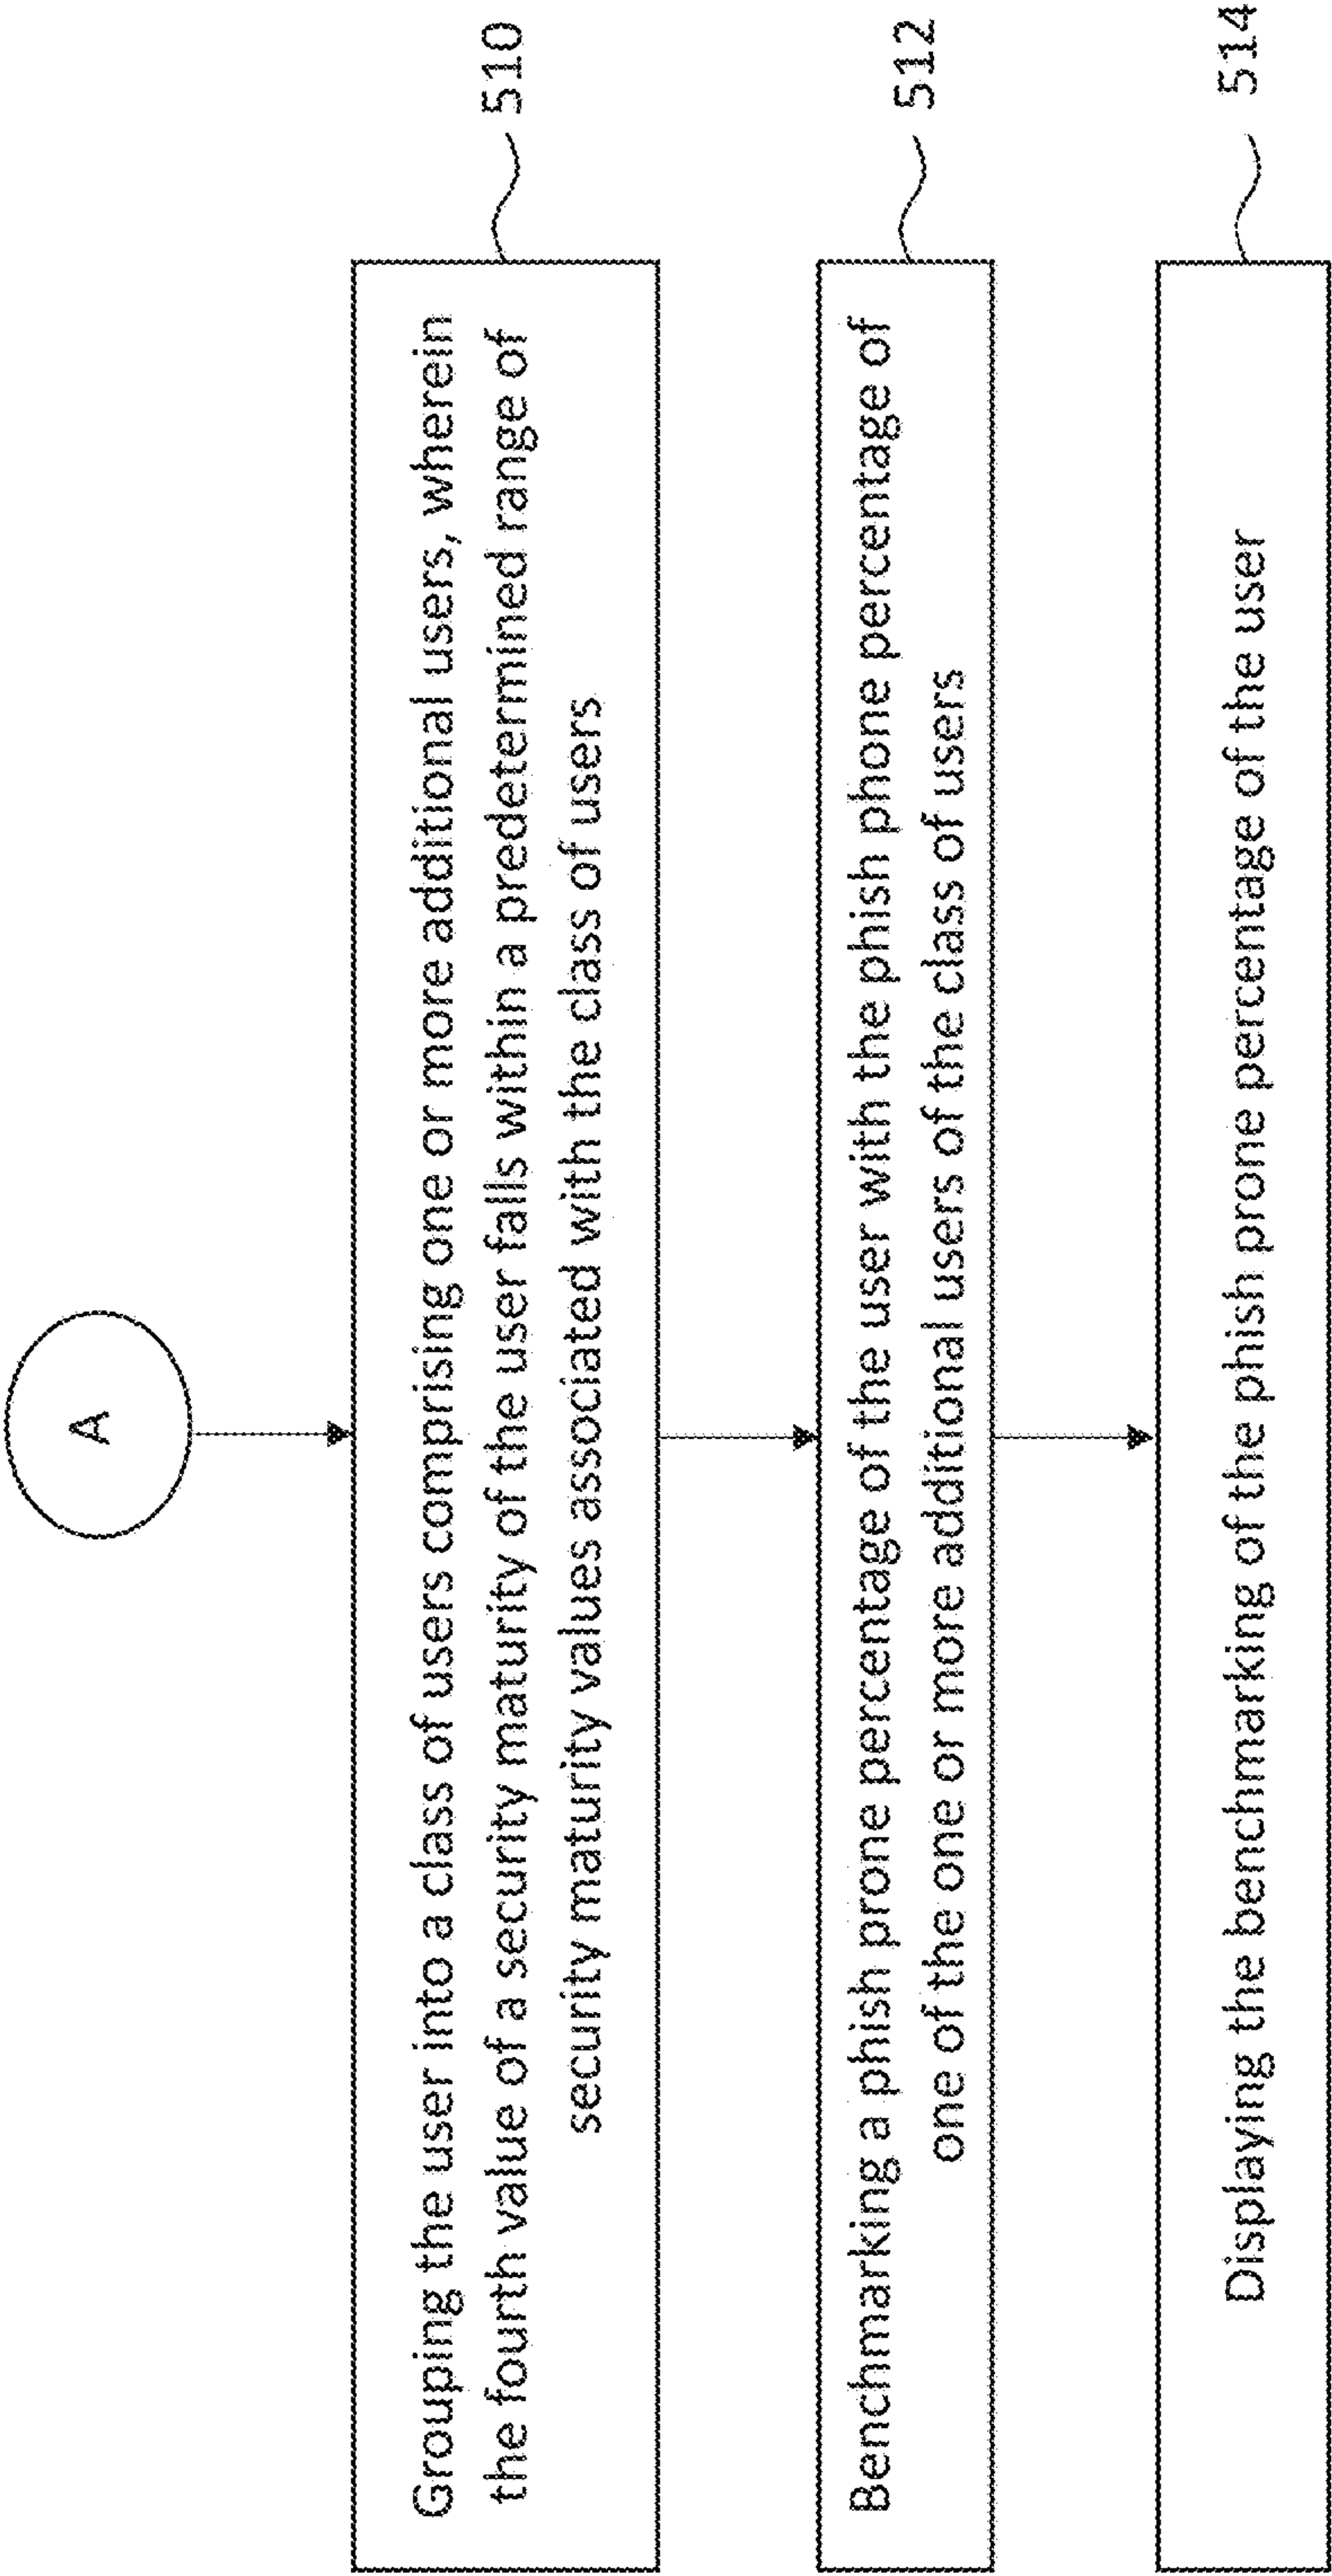 A
Grouping the user into a class of users comprising one or more additional users, wherein
the fourth value of a security maturity of the user falls within a predetermined range of
security maturity values associated with the class of users
510
Benchmarking a phish prone percentage of the user with the phish phone percentage of
one of the one or more additional users of the class of users
512
Displaying the benchmarking of the phish prone percentage of the user
514